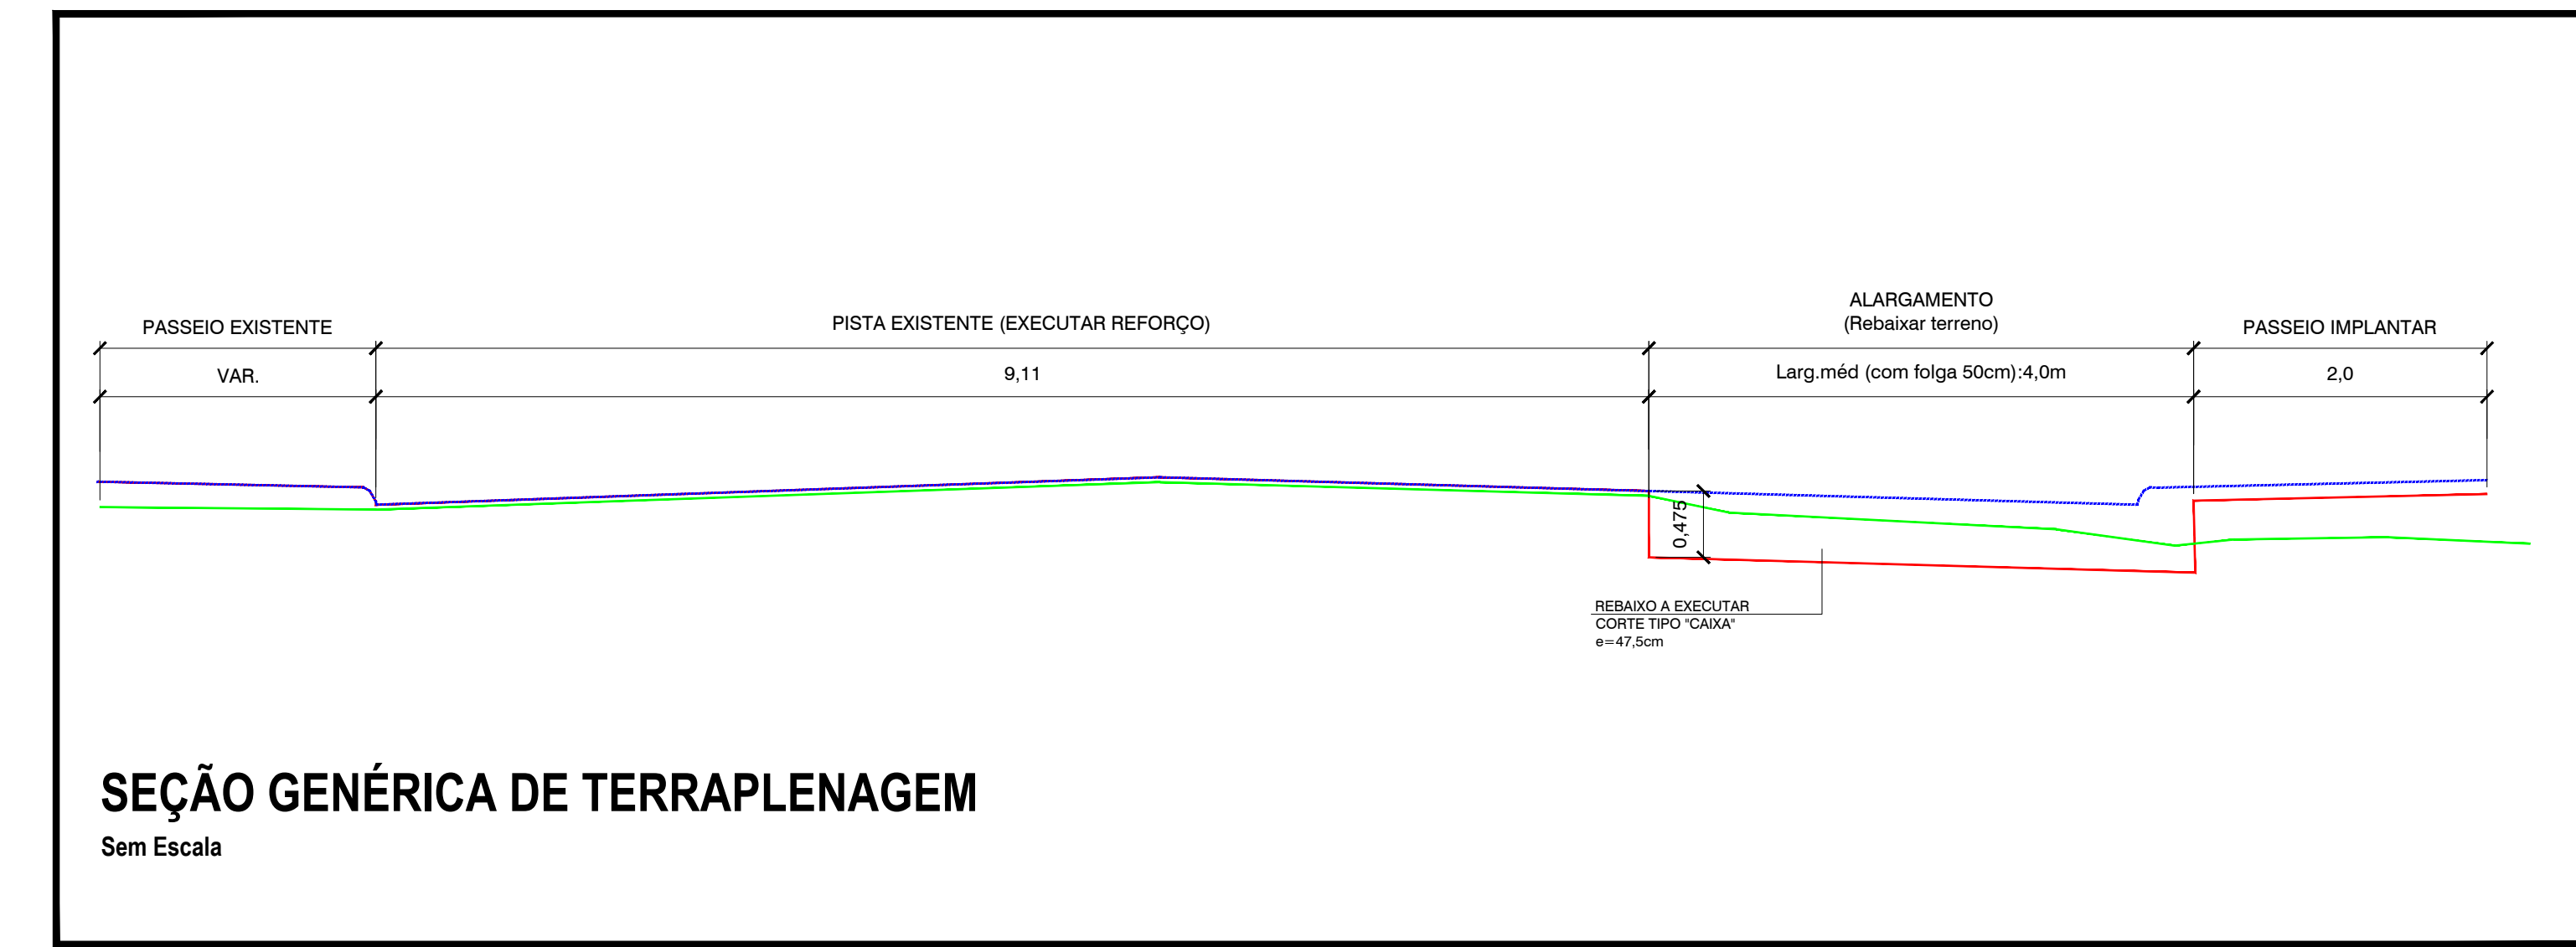 PASSEIO EXISTENTE
PISTA EXISTENTE (EXECUTAR REFORÇO)
ALARGAMENTO
(Rebaixar terreno)
PASSEIO IMPLANTAR
VAR.
9,11
Larg.méd (com folga 50cm):4,0m
2,0
0,475
REBAIXO A EXECUTAR
CORTE TIPO "CAIXA"
e=47,5cm
SEÇÃO GENÉRICA DE TERRAPLENAGEM
Sem Escala